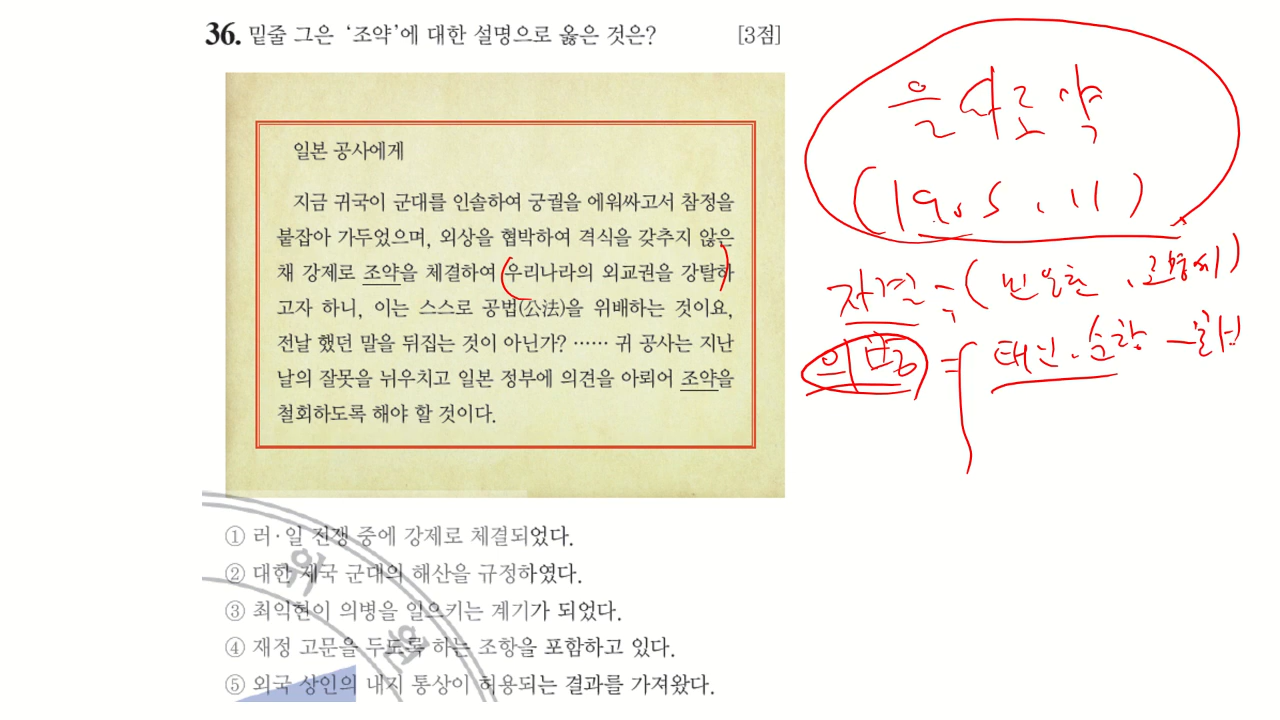 36. 밑줄 그은 ‘조약’에 대한 설명으로 옳은 것은? [3점]
일본 공사에게
지금 귀국이 군대를 인솔하여 궁궐을 에워싸고서 참정을
붙잡아 가두었으며, 외상을 협박하여 격식을 갖추지 않은
채 강제로 조약을 체결하여 우리나라의 외교권을 강탈하
고자 하니, 이는 스스로 공법(公法)을 위배하는 것이요,
전날 했던 말을 뒤집는 것이 아닌가? …… 귀 공사는 지난
날의 잘못을 뉘우치고 일본 정부에 의견을 아뢰어 조약을
철회하도록 해야 할 것이다.
① 러·일 전쟁 중에 강제로 체결되었다.
② 대한 제국 군대의 해산을 규정하였다.
③ 최익현이 의병을 일으키는 계기가 되었다.
④ 재정 고문을 두도록 하는 조항을 포함하고 있다.
⑤ 외국 상인의 내지 통상이 허용되는 결과를 가져왔다.
위
원
을사조약
(1905.11)
자결 : (민영환,
의병 = 태인.순창